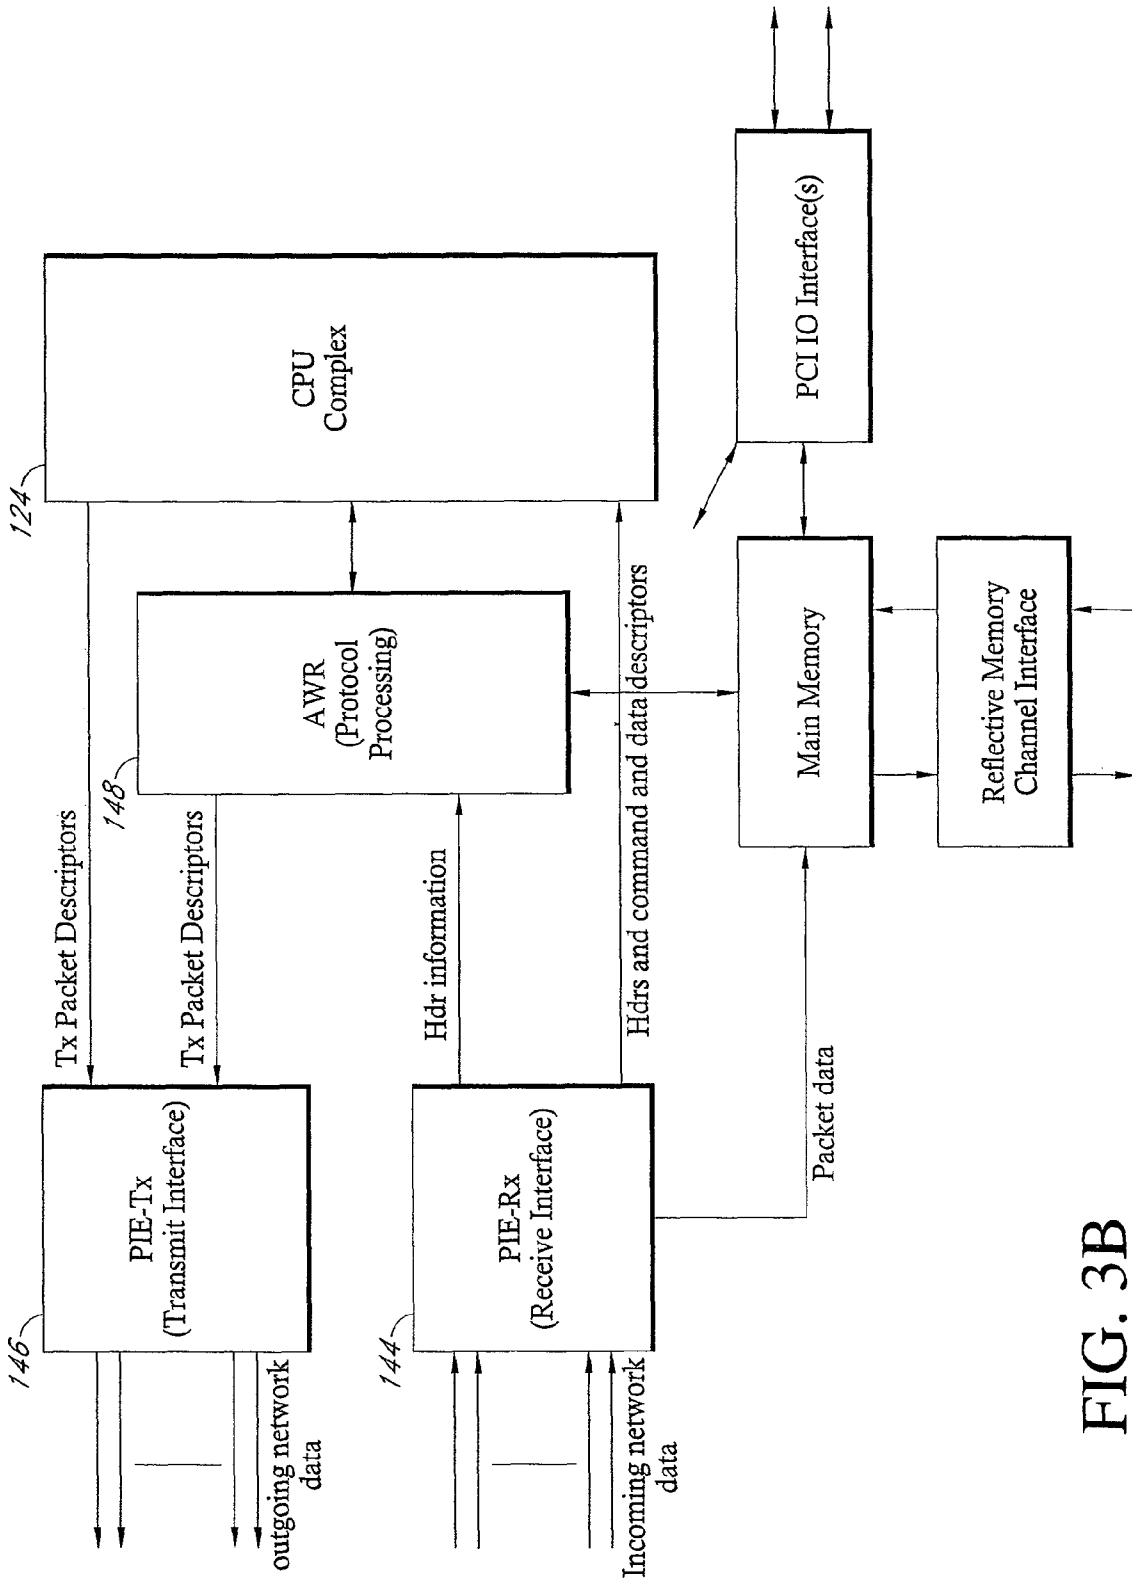 146
PIE-Tx
(Transmit Interface)
outgoing network
data
Tx Packet Descriptors
Tx Packet Descriptors
124
CPU
Complex
148
AWR
(Protocol
Processing)
144
PIE-Rx
(Receive Interface)
Incoming network
data
Hdr information
Hdrs and command and data descriptors
Packet data
Main Memory
PCI IO Interface(s)
Reflective Memory
Channel Interface
FIG. 3B